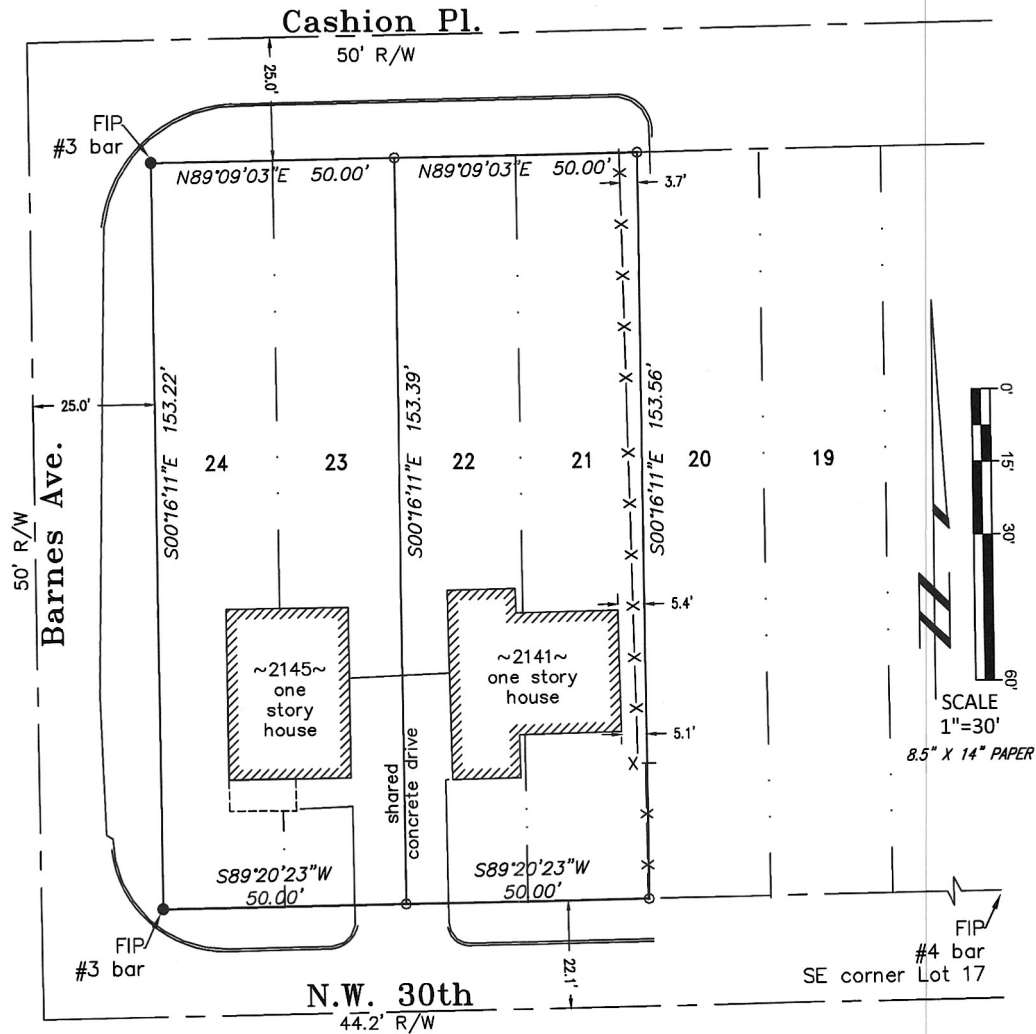 Cashion Pl.
50' R/W
25.0'
FIP
#3 bar
N89°09'03"E 50.00'
N89°09'03"E 50.00'
3.7'
25.0'
S00°16'11"E 153.22'
S00°16'11"E 153.39'
S00°16'11"E 153.56'
24
23
22
21
20
19
50' R/W
Barnes Ave.
0'
15'
30'
60'
SCALE
1"=30'
8.5" X 14" PAPER
5.4'
~2145~
one
story
house
~2141~
one story
house
5.1'
shared
concrete drive
S89°20'23"W
50.00'
S89°20'23"W
50.00'
FIP
#3 bar
22.1'
FIP
#4 bar
SE corner Lot 17
N.W. 30th
44.2' R/W